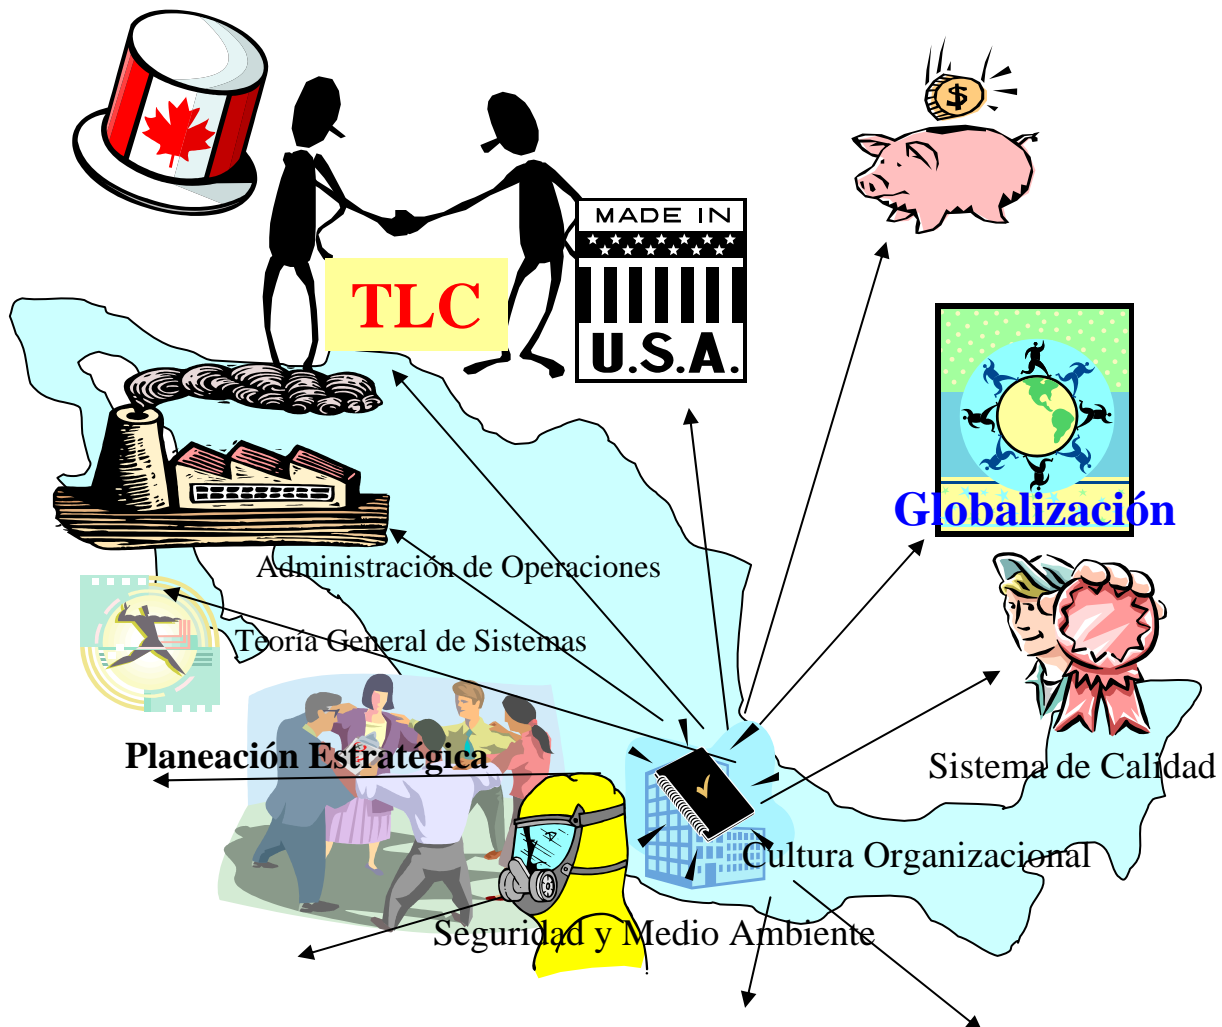 $
MADE IN
U.S.A.
TLC
Globalización
Administración de Operaciones
Teoría General de Sistemas
Planeación Estratégica
Sistema de Calidad
Cultura Organizacional
Seguridad y Medio Ambiente